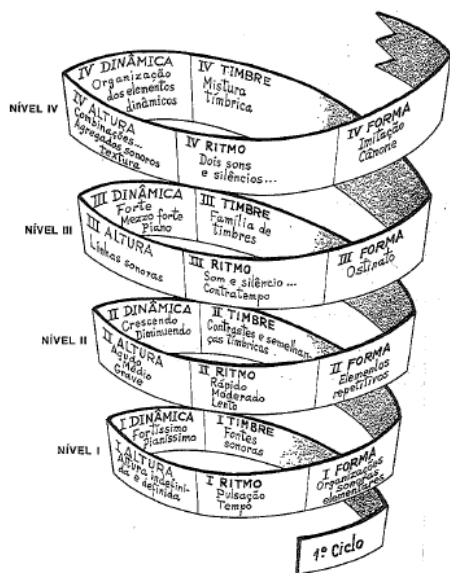 NÍVEL IV
IV DINÂMICA
Organização
dos elementos
dinâmicos
IV TIMBRE
Mistura
tímbrica
IV ALTURA
Combinações...
Agregados sonoros
textura
IV RITMO
Dois sons
e silêncios...
IV FORMA
Imitação
Cânone
NÍVEL III
III DINÂMICA
Forte
Mezzo forte
Piano
III TIMBRE
Família de
timbres
III ALTURA
Linhas sonoras
III RITMO
Som e silêncio...
Contratempo
III FORMA
Ostinato
NÍVEL II
II DINÂMICA
Crescendo
Diminuendo
II TIMBRE
Contrastes e semelhan
ças tímbricas
II ALTURA
Agudo
Médio
Grave
II RITMO
Rápido
Moderado
Lento
II FORMA
Elementos
repetitivos
NÍVEL I
I DINÂMICA
Fortíssimo
Pianíssimo
I TIMBRE
Fontes
sonoras
I ALTURA
Altura indefini-
da e definida
I RITMO
Pulsação
Tempo
I FORMA
Organizações
sonoras
elementares
1º Ciclo